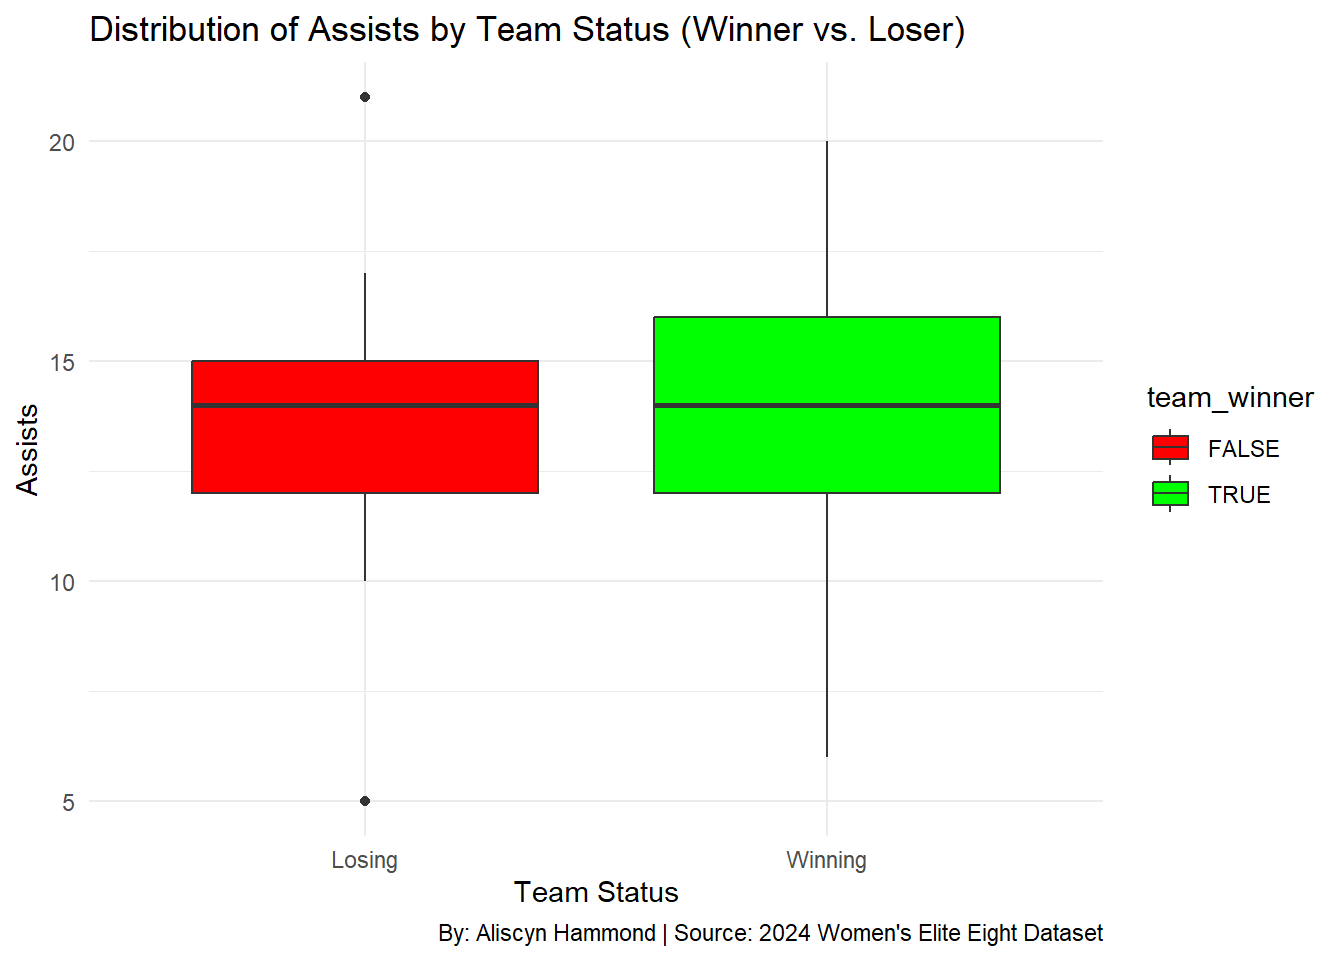 Distribution of Assists by Team Status (Winner vs. Loser)
20
15
10
5
Assists
Losing
Winning
Team Status
team_winner
FALSE
TRUE
By: Aliscyn Hammond | Source: 2024 Women's Elite Eight Dataset